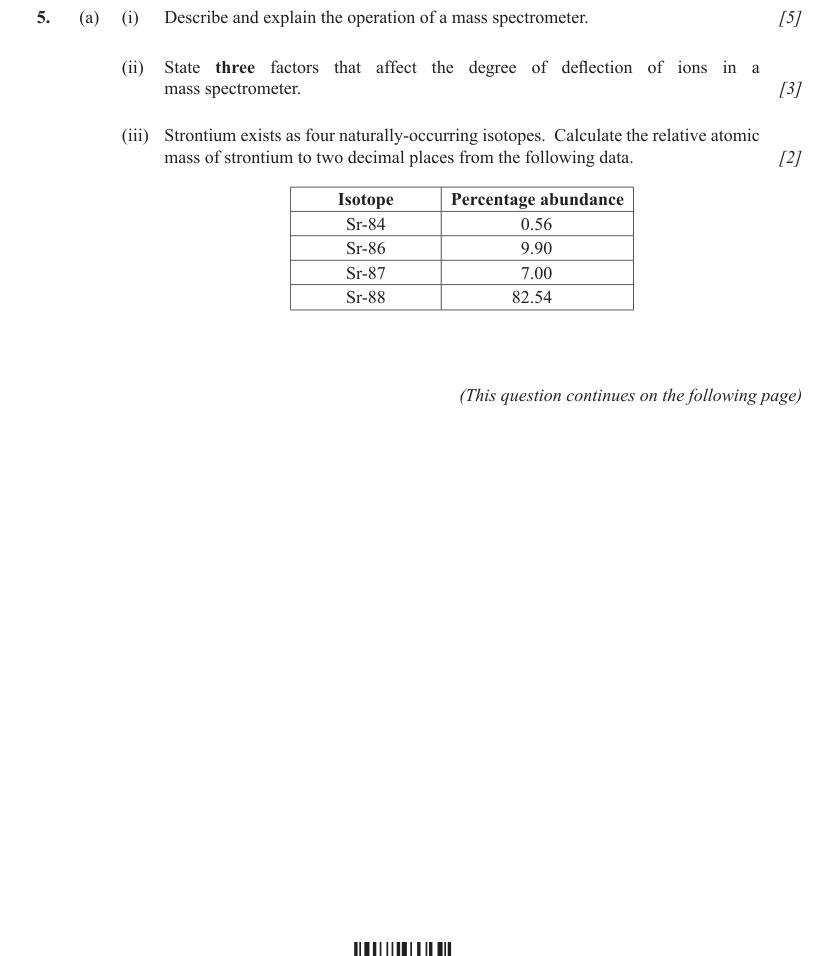 5. (a) (i) Describe and explain the operation of a mass spectrometer. [5]
(ii) State three factors that affect the degree of deflection of ions in a
mass spectrometer. [3]
(iii) Strontium exists as four naturally-occurring isotopes. Calculate the relative atomic
mass of strontium to two decimal places from the following data. [2]
Isotope Percentage abundance
Sr-84 0.56
Sr-86 9.90
Sr-87 7.00
Sr-88 82.54
(This question continues on the following page)